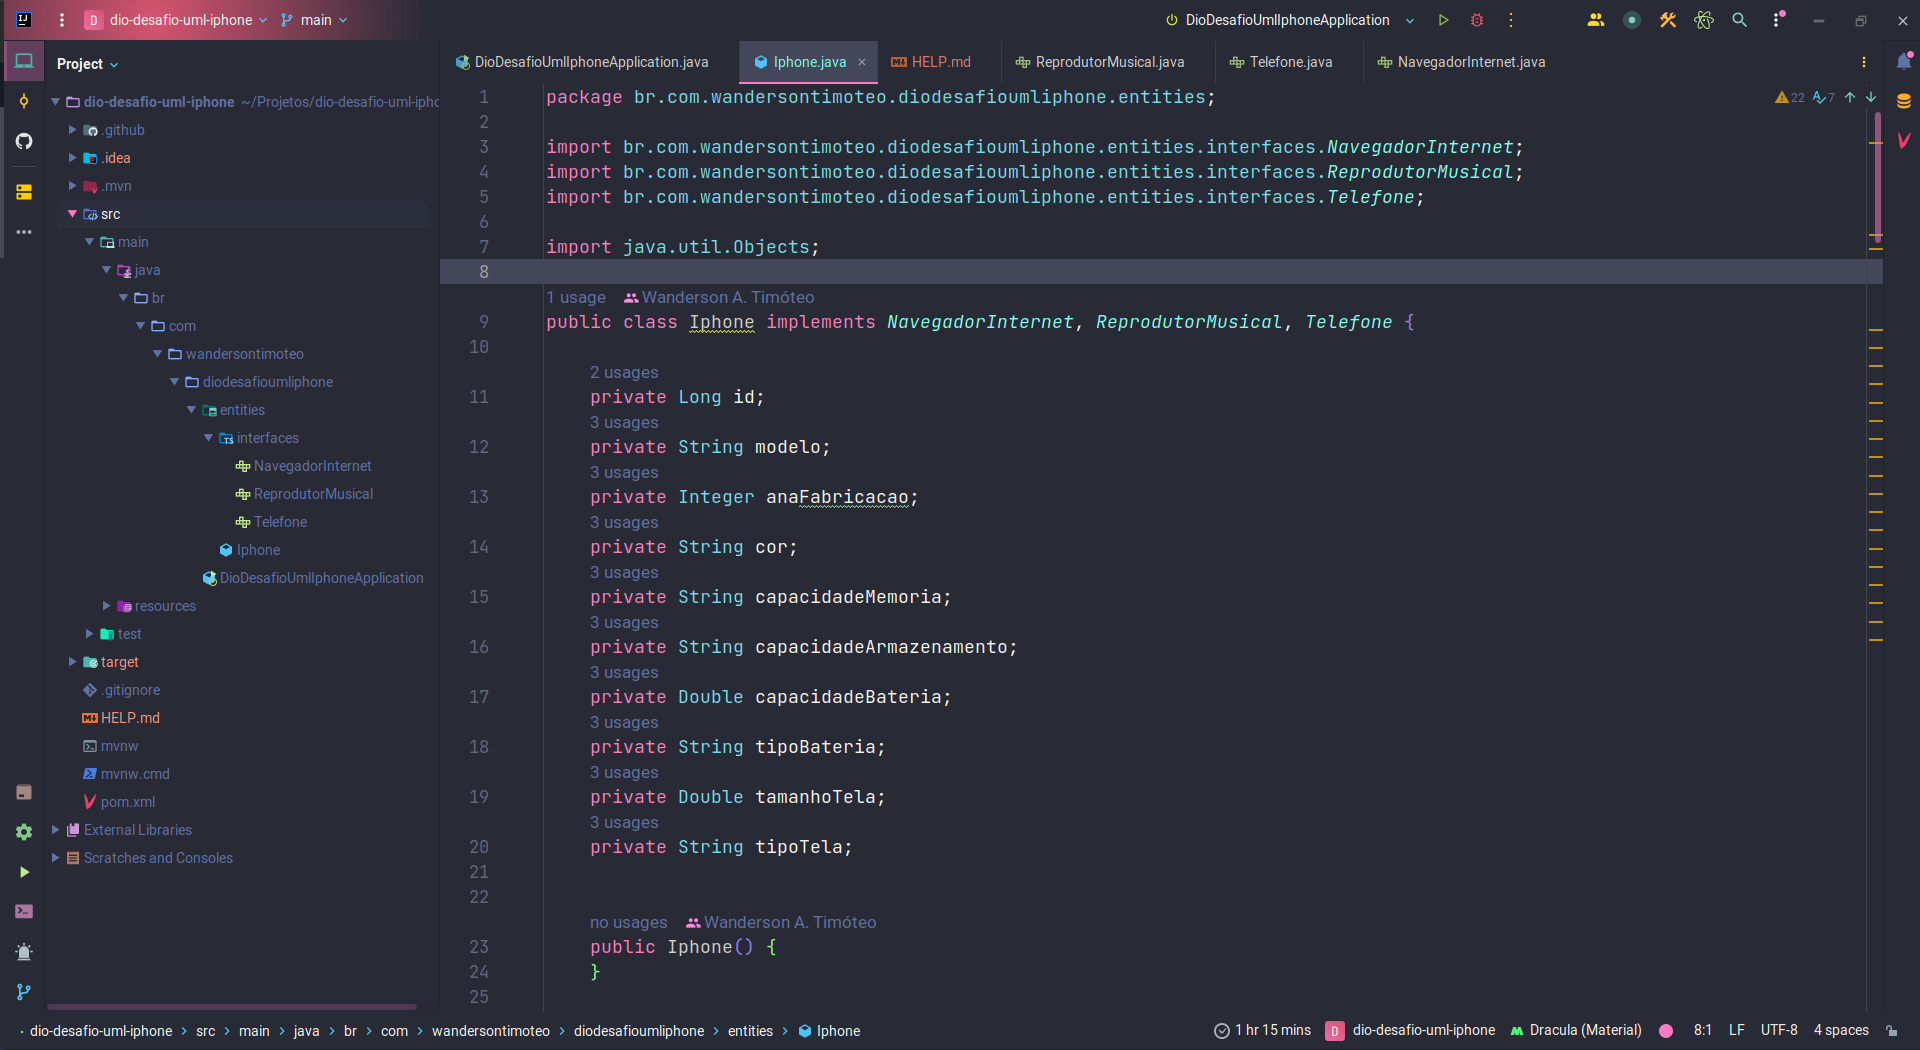 D dio-desafio-uml-iphone main DioDesafioUmlIphoneApplication
Project
dio-desafio-uml-iphone ~/Projetos/dio-desafio-uml-ipho
.github
.idea
.mvn
src
main
java
br
com
wandersontimoteo
diodesafioumliphone
entities
interfaces
NavegadorInternet
ReprodutorMusical
Telefone
Iphone
DioDesafioUmlIphoneApplication
resources
test
target
.gitignore
HELP.md
mvnw
mvnw.cmd
pom.xml
External Libraries
Scratches and Consoles
DioDesafioUmlIphoneApplication.java Iphone.java HELP.md ReprodutorMusical.java Telefone.java NavegadorInternet.java
22 7
1 package br.com.wandersontimoteo.diodesafioumliphone.entities;
2
3 import br.com.wandersontimoteo.diodesafioumliphone.entities.interfaces.NavegadorInternet;
4 import br.com.wandersontimoteo.diodesafioumliphone.entities.interfaces.ReprodutorMusical;
5 import br.com.wandersontimoteo.diodesafioumliphone.entities.interfaces.Telefone;
6
7 import java.util.Objects;
8
1 usage Wanderson A. Timóteo
9 public class Iphone implements NavegadorInternet, ReprodutorMusical, Telefone {
10
2 usages
11 private Long id;
3 usages
12 private String modelo;
3 usages
13 private Integer anaFabricacao;
3 usages
14 private String cor;
3 usages
15 private String capacidadeMemoria;
3 usages
16 private String capacidadeArmazenamento;
3 usages
17 private Double capacidadeBateria;
3 usages
18 private String tipoBateria;
3 usages
19 private Double tamanhoTela;
3 usages
20 private String tipoTela;
21
22
no usages Wanderson A. Timóteo
23 public Iphone() {
24 }
25
dio-desafio-uml-iphone > src > main > java > br > com > wandersontimoteo > diodesafioumliphone > entities > Iphone
1 hr 15 mins D dio-desafio-uml-iphone Dracula (Material) 8:1 LF UTF-8 4 spaces